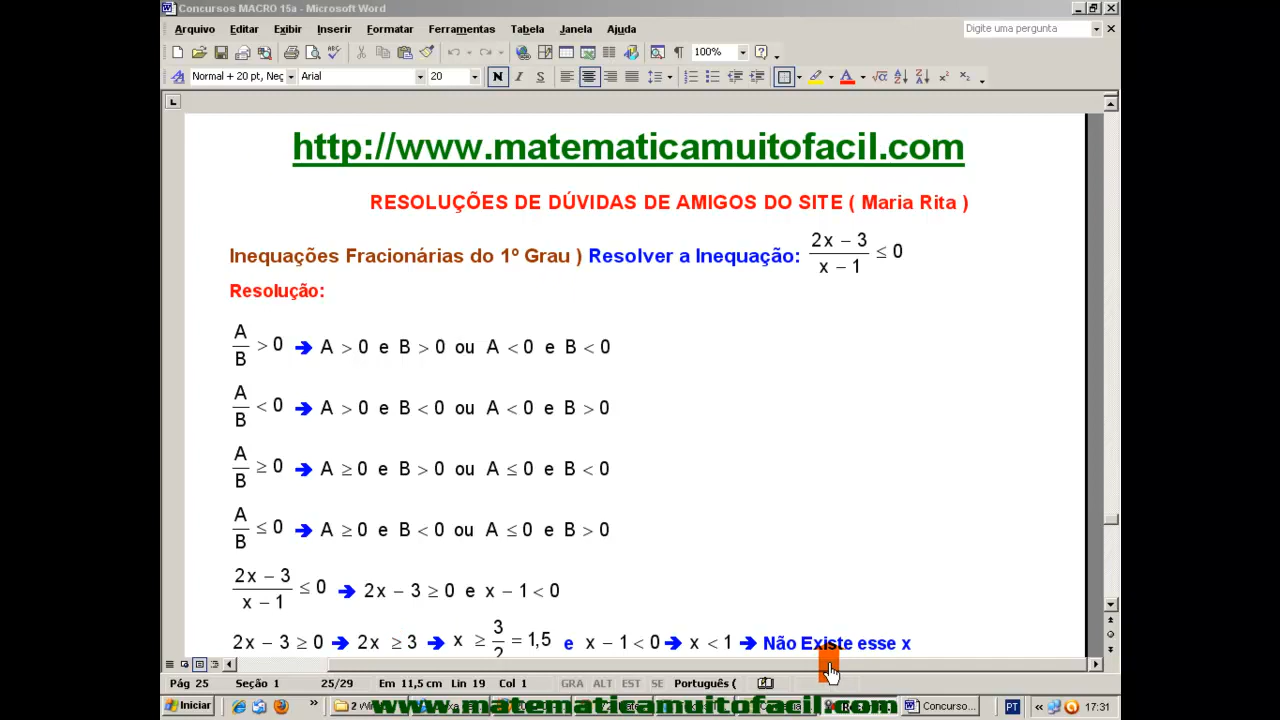 Concursos MACRO 15a - Microsoft Word
Arquivo Editar Exibir Inserir Formatar Ferramentas Tabela Janela Ajuda Digite uma pergunta
100%
Normal + 20 pt, Neg Arial 20 N I S
http://www.matematicamuitofacil.com
RESOLUÇÕES DE DÚVIDAS DE AMIGOS DO SITE ( Maria Rita )
Inequações Fracionárias do 1º Grau ) Resolver a Inequação: (2x − 3)/(x − 1) ≤ 0
Resolução:
A/B > 0 ➔ A > 0 e B > 0 ou A < 0 e B < 0
A/B < 0 ➔ A > 0 e B < 0 ou A < 0 e B > 0
A/B ≥ 0 ➔ A ≥ 0 e B > 0 ou A ≤ 0 e B < 0
A/B ≤ 0 ➔ A ≥ 0 e B < 0 ou A ≤ 0 e B > 0
(2x − 3)/(x − 1) ≤ 0 ➔ 2x − 3 ≥ 0 e x − 1 < 0
2x − 3 ≥ 0 ➔ 2x ≥ 3 ➔ x ≥ 3/2 = 1,5 e x − 1 < 0 ➔ x < 1 ➔ Não Existe esse x
Pág 25 Seção 1 25/29 Em 11,5 cm Lin 19 Col 1 GRA ALT EST SE Português (
Iniciar » Concurso... PT « 17:31
www.matematicamuitofacil.com